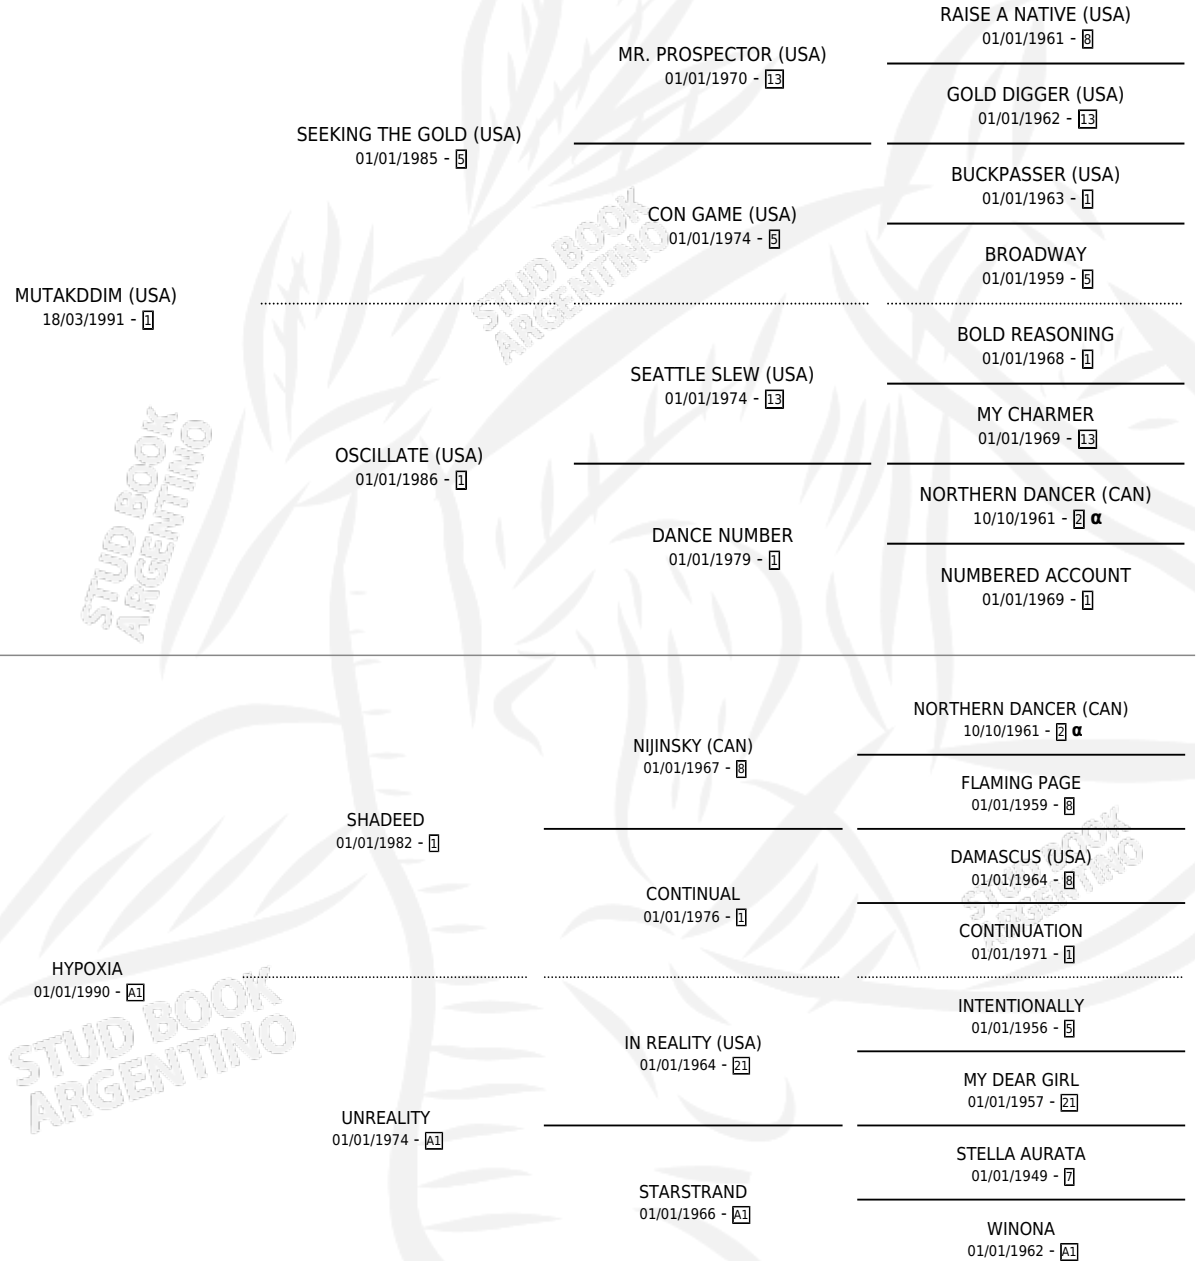 RAISE A NATIVE (USA)
01/01/1961 - 8
MR. PROSPECTOR (USA)
01/01/1970 - 13
GOLD DIGGER (USA)
01/01/1962 - 13
SEEKING THE GOLD (USA)
01/01/1985 - 5
BUCKPASSER (USA)
01/01/1963 - 1
CON GAME (USA)
01/01/1974 - 5
BROADWAY
01/01/1959 - 5
STUD BOOK
ARGENTINO
MUTAKDDIM (USA)
18/03/1991 - 1
BOLD REASONING
01/01/1968 - 1
SEATTLE SLEW (USA)
01/01/1974 - 13
MY CHARMER
01/01/1969 - 13
OSCILLATE (USA)
01/01/1986 - 1
NORTHERN DANCER (CAN)
10/10/1961 - 2 α
DANCE NUMBER
01/01/1979 - 1
NUMBERED ACCOUNT
01/01/1969 - 1
STUD BOOK
ARGENTINO
NORTHERN DANCER (CAN)
10/10/1961 - 2 α
NIJINSKY (CAN)
01/01/1967 - 8
FLAMING PAGE
01/01/1959 - 8
SHADEED
01/01/1982 - 1
DAMASCUS (USA)
01/01/1964 - 8
CONTINUAL
01/01/1976 - 1
CONTINUATION
01/01/1971 - 1
STUD BOOK
ARGENTINO
HYPOXIA
01/01/1990 - A1
INTENTIONALLY
01/01/1956 - 5
IN REALITY (USA)
01/01/1964 - 21
MY DEAR GIRL
01/01/1957 - 21
UNREALITY
01/01/1974 - A1
STELLA AURATA
01/01/1949 - 7
STARSTRAND
01/01/1966 - A1
WINONA
01/01/1962 - A1
STUD BOOK
ARGENTINO